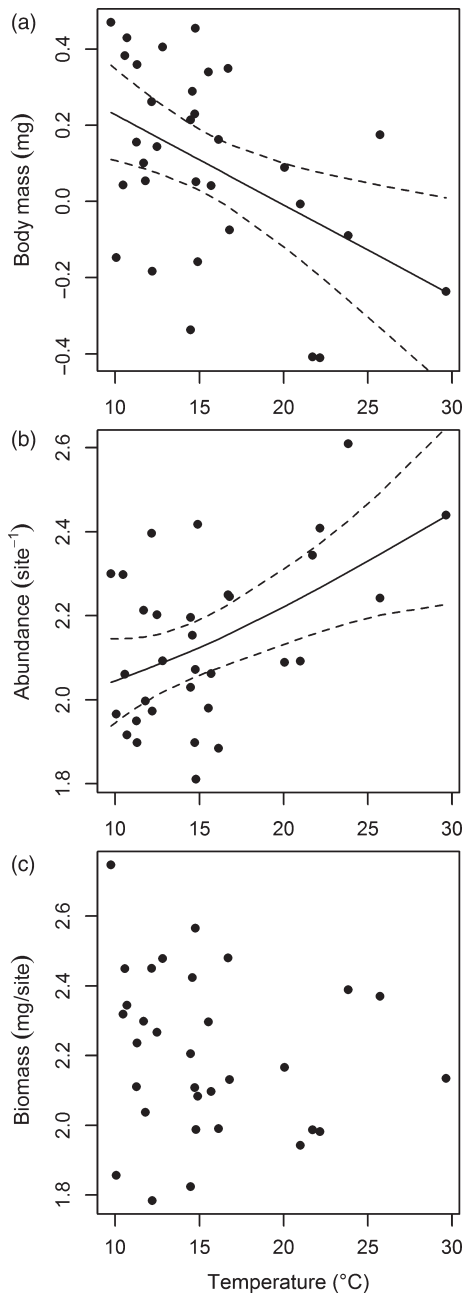 (a)
Body mass (mg)
0.4
0.2
0.0
−0.2
−0.4
10 15 20 25 30
(b)
Abundance (site⁻¹)
2.6
2.4
2.2
2.0
1.8
10 15 20 25 30
(c)
Biomass (mg/site)
2.6
2.4
2.2
2.0
1.8
10 15 20 25 30
Temperature (°C)